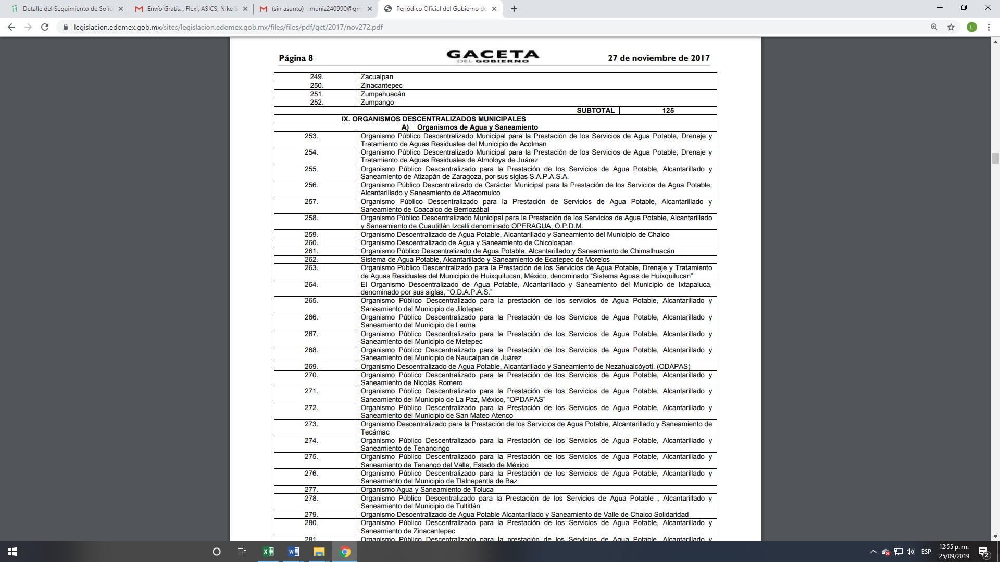 Detalle del Seguimiento de Solici
Envío Gratis... Flexi, ASICS, Nike S
(sin asunto) - muniz240990@gm
Periódico Oficial del Gobierno de
legislacion.edomex.gob.mx/sites/legislacion.edomex.gob.mx/files/files/pdf/gct/2017/nov272.pdf
L
Página 8
GACETA
DEL GOBIERNO
27 de noviembre de 2017
249. Zacualpan
250. Zinacantepec
251. Zumpahuacán
252. Zumpango
SUBTOTAL 125
IX. ORGANISMOS DESCENTRALIZADOS MUNICIPALES
A) Organismos de Agua y Saneamiento
253. Organismo Público Descentralizado Municipal para la Prestación de los Servicios de Agua Potable, Drenaje y
Tratamiento de Aguas Residuales del Municipio de Acolman
254. Organismo Público Descentralizado Municipal para la Prestación de los Servicios de Agua Potable, Drenaje y
Tratamiento de Aguas Residuales de Almoloya de Juárez
255. Organismo Público Descentralizado para la Prestación de los Servicios de Agua Potable, Alcantarillado y
Saneamiento de Atizapán de Zaragoza, por sus siglas S.A.P.A.S.A.
256. Organismo Público Descentralizado de Carácter Municipal para la Prestación de los Servicios de Agua Potable,
Alcantarillado y Saneamiento de Atlacomulco
257. Organismo Público Descentralizado para la Prestación de Servicios de Agua Potable, Alcantarillado y
Saneamiento de Coacalco de Berriozábal
258. Organismo Público Descentralizado Municipal para la Prestación de los Servicios de Agua Potable, Alcantarillado
y Saneamiento de Cuautitlán Izcalli denominado OPERAGUA, O.P.D.M.
259. Organismo Descentralizado de Agua Potable, Alcantarillado y Saneamiento del Municipio de Chalco
260. Organismo Descentralizado de Agua y Saneamiento de Chicoloapan
261. Organismo Público Descentralizado de Agua Potable, Alcantarillado y Saneamiento de Chimalhuacán
262. Sistema de Agua Potable, Alcantarillado y Saneamiento de Ecatepec de Morelos
263. Organismo Público Descentralizado para la Prestación de los Servicios de Agua Potable, Drenaje y Tratamiento
de Aguas Residuales del Municipio de Huixquilucan, México, denominado “Sistema Aguas de Huixquilucan”
264. El Organismo Descentralizado de Agua Potable, Alcantarillado y Saneamiento del Municipio de Ixtapaluca,
denominado por sus siglas, “O.D.A.P.A.S.”
265. Organismo Público Descentralizado para la prestación de los servicios de Agua Potable, Alcantarillado y
Saneamiento del Municipio de Jilotepec
266. Organismo Público Descentralizado para la Prestación de los Servicios de Agua Potable, Alcantarillado y
Saneamiento del Municipio de Lerma
267. Organismo Público Descentralizado para la Prestación de los Servicios de Agua Potable, Alcantarillado y
Saneamiento del Municipio de Metepec
268. Organismo Público Descentralizado para la Prestación de los Servicios de Agua Potable, Alcantarillado y
Saneamiento del Municipio de Naucalpan de Juárez
269. Organismo Descentralizado de Agua Potable, Alcantarillado y Saneamiento de Nezahualcóyotl. (ODAPAS)
270. Organismo Público Descentralizado para la Prestación de los Servicios de Agua Potable, Alcantarillado y
Saneamiento de Nicolás Romero
271. Organismo Público Descentralizado para la Prestación de los Servicios de Agua Potable, Alcantarillado y
Saneamiento del Municipio de La Paz, México, “OPDAPAS”
272. Organismo Público Descentralizado para la Prestación de los Servicios de Agua Potable, Alcantarillado y
Saneamiento del Municipio de San Mateo Atenco
273. Organismo Descentralizado para la Prestación de los Servicios de Agua Potable, Alcantarillado y Saneamiento de
Tecámac
274. Organismo Público Descentralizado para la Prestación de los Servicios de Agua Potable, Alcantarillado y
Saneamiento de Tenancingo
275. Organismo Público Descentralizado para la Prestación de los Servicios de Agua Potable, Alcantarillado y
Saneamiento de Tenango del Valle, Estado de México
276. Organismo Público Descentralizado para la Prestación de los Servicios de Agua Potable, Alcantarillado y
Saneamiento del Municipio de Tlalnepantla de Baz
277. Organismo Agua y Saneamiento de Toluca
278. Organismo Público Descentralizado para la Prestación de los Servicios de Agua Potable , Alcantarillado y
Saneamiento del Municipio de Tultitlán
279. Organismo Descentralizado de Agua Potable Alcantarillado y Saneamiento de Valle de Chalco Solidaridad
280. Organismo Público Descentralizado para la Prestación de los Servicios de Agua Potable, Alcantarillado y
Saneamiento de Zinacantepec
281. Organismo Público Descentralizado para la prestación de los Servicios de Agua Potable, Alcantarillado y
ESP
12:55 p. m.
25/09/2019
2